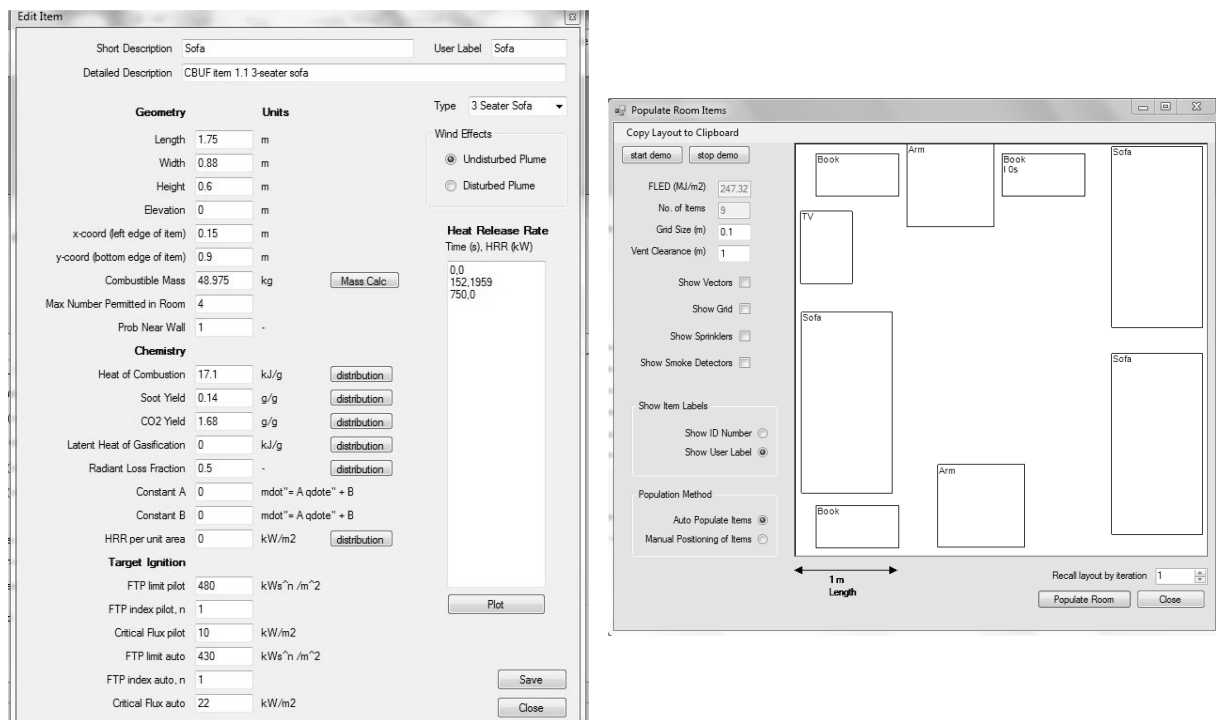 Edit Item
Short Description Sofa User Label Sofa
Detailed Description CBUF item 1.1 3-seater sofa
Type 3 Seater Sofa
Geometry Units
Length 1.75 m
Width 0.88 m
Height 0.6 m
Elevation 0 m
x-coord (left edge of item) 0.15 m
y-coord (bottom edge of item) 0.9 m
Combustible Mass 48.975 kg Mass Calc
Max Number Permitted in Room 4
Prob Near Wall 1 -
Chemistry
Heat of Combustion 17.1 kJ/g distribution
Soot Yield 0.14 g/g distribution
CO2 Yield 1.68 g/g distribution
Latent Heat of Gasification 0 kJ/g distribution
Radiant Loss Fraction 0.5 - distribution
Constant A 0 mdot"= A qdote" + B
Constant B 0 mdot"= A qdote" + B
HRR per unit area 0 kW/m2 distribution
Target Ignition
FTP limit pilot 480 kWs^n /m^2
FTP index pilot, n 1
Critical Flux pilot 10 kW/m2
FTP limit auto 430 kWs^n /m^2
FTP index auto, n 1
Critical Flux auto 22 kW/m2
Wind Effects
Undisturbed Plume
Disturbed Plume
Heat Release Rate
Time (s), HRR (kW)
0,0
152,1959
750,0
Plot
Save
Close
Populate Room Items
Copy Layout to Clipboard
start demo stop demo
FLED (MJ/m2) 247.32
No. of Items 9
Grid Size (m) 0.1
Vent Clearance (m) 1
Show Vectors
Show Grid
Show Sprinklers
Show Smoke Detectors
Show Item Labels
Show ID Number
Show User Label
Population Method
Auto Populate Items
Manual Positioning of Items
Book
Arm
Book
I 0s
Sofa
TV
Sofa
Sofa
Arm
Book
1 m
Length
Recall layout by iteration 1
Populate Room Close